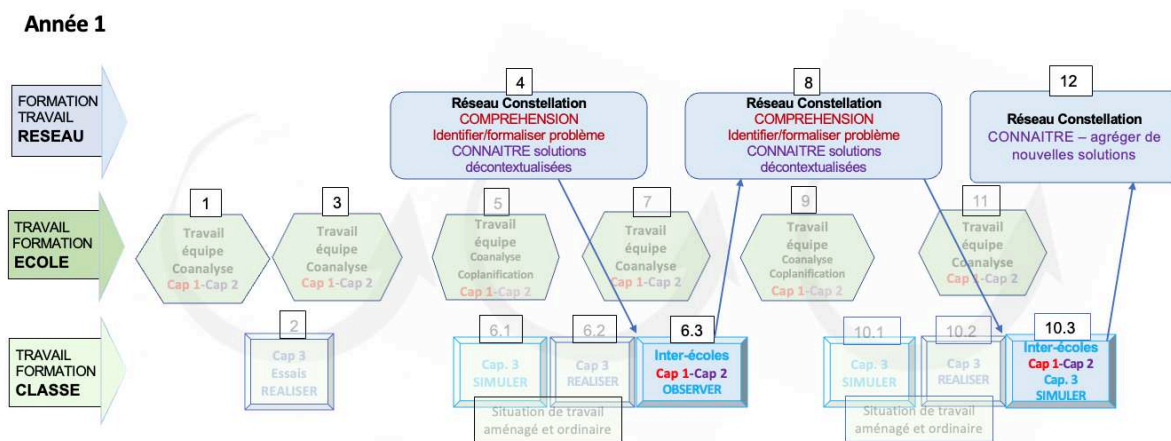 Année 1
FORMATION
TRAVAIL
RESEAU
4
Réseau Constellation
COMPREHENSION
Identifier/formaliser problème
CONNAITRE solutions
décontextualisées
8
Réseau Constellation
COMPREHENSION
Identifier/formaliser problème
CONNAITRE solutions
décontextualisées
12
Réseau Constellation
CONNAITRE – agréger de
nouvelles solutions
TRAVAIL
FORMATION
ECOLE
1
Travail
équipe
Coanalyse
Cap 1-Cap 2
3
Travail
équipe
Coanalyse
Cap 1-Cap 2
5
Travail
équipe
Coanalyse
Coplanification
Cap 1-Cap 2
7
Travail
équipe
Coanalyse
Cap 1-Cap 2
9
Travail
équipe
Coanalyse
Coplanification
Cap 1-Cap 2
11
Travail
équipe
Coanalyse
Cap 1-Cap 2
TRAVAIL
FORMATION
CLASSE
2
Cap 3
Essais
REALISER
6.1
Cap. 3
SIMULER
6.2
Cap 3
REALISER
6.3
Inter-écoles
Cap 1-Cap 2
OBSERVER
Situation de travail
aménagé et ordinaire
10.1
Cap. 3
SIMULER
10.2
Cap 3
REALISER
10.3
Inter-écoles
Cap 1-Cap 2
Cap. 3
SIMULER
Situation de travail
aménagé et ordinaire